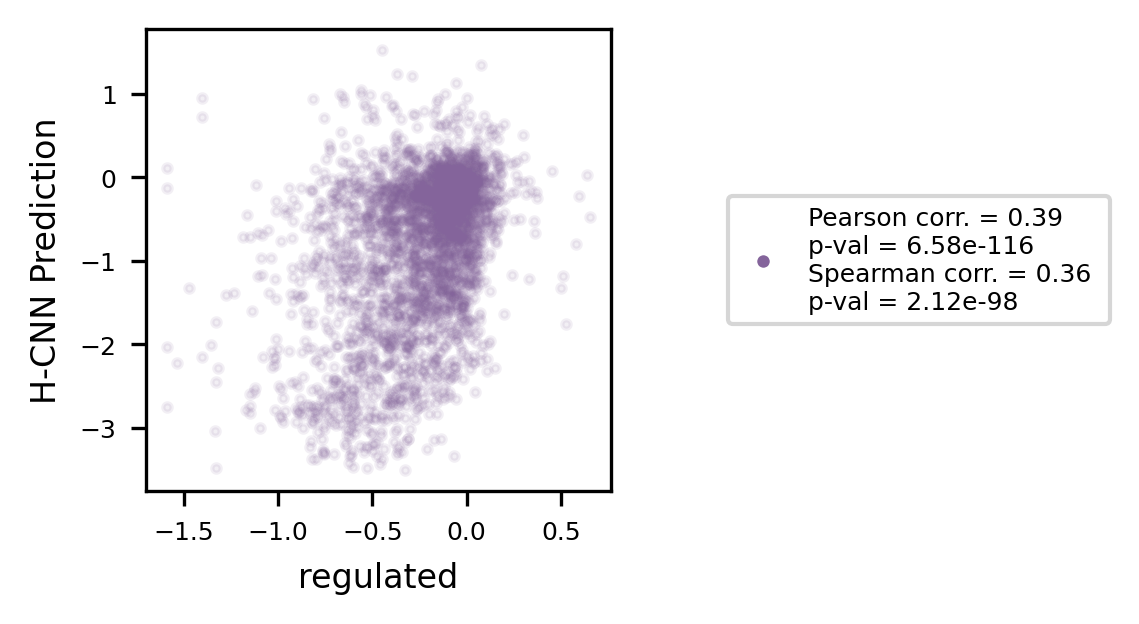 H-CNN Prediction
1
0
−1
−2
−3
−1.5
−1.0
−0.5
0.0
0.5
regulated
Pearson corr. = 0.39
p-val = 6.58e-116
Spearman corr. = 0.36
p-val = 2.12e-98